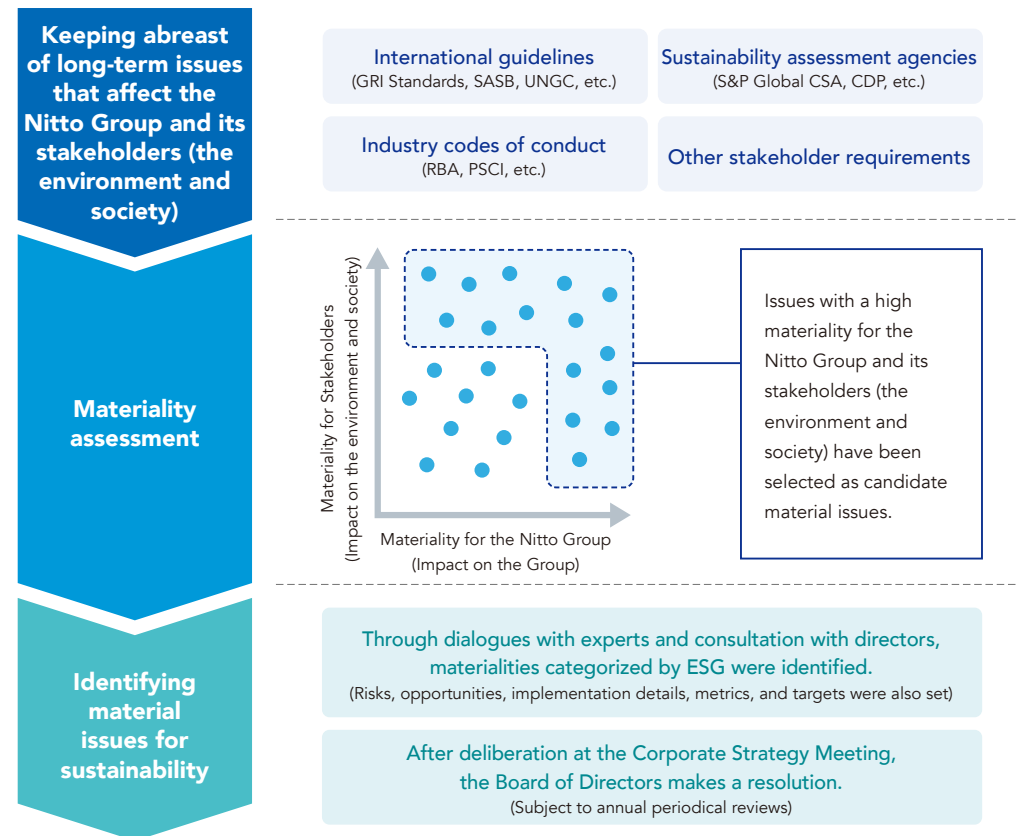 Keeping abreast
of long-term issues
that affect the
Nitto Group and its
stakeholders (the
environment and
society)
International guidelines
(GRI Standards, SASB, UNGC, etc.)
Sustainability assessment agencies
(S&P Global CSA, CDP, etc.)
Industry codes of conduct
(RBA, PSCI, etc.)
Other stakeholder requirements
Materiality
assessment
Materiality for Stakeholders
(Impact on the environment and society)
Materiality for the Nitto Group
(Impact on the Group)
Issues with a high
materiality for the
Nitto Group and its
stakeholders (the
environment and
society) have been
selected as candidate
material issues.
Identifying
material
issues for
sustainability
Through dialogues with experts and consultation with directors,
materialities categorized by ESG were identified.
(Risks, opportunities, implementation details, metrics, and targets were also set)
After deliberation at the Corporate Strategy Meeting,
the Board of Directors makes a resolution.
(Subject to annual periodical reviews)